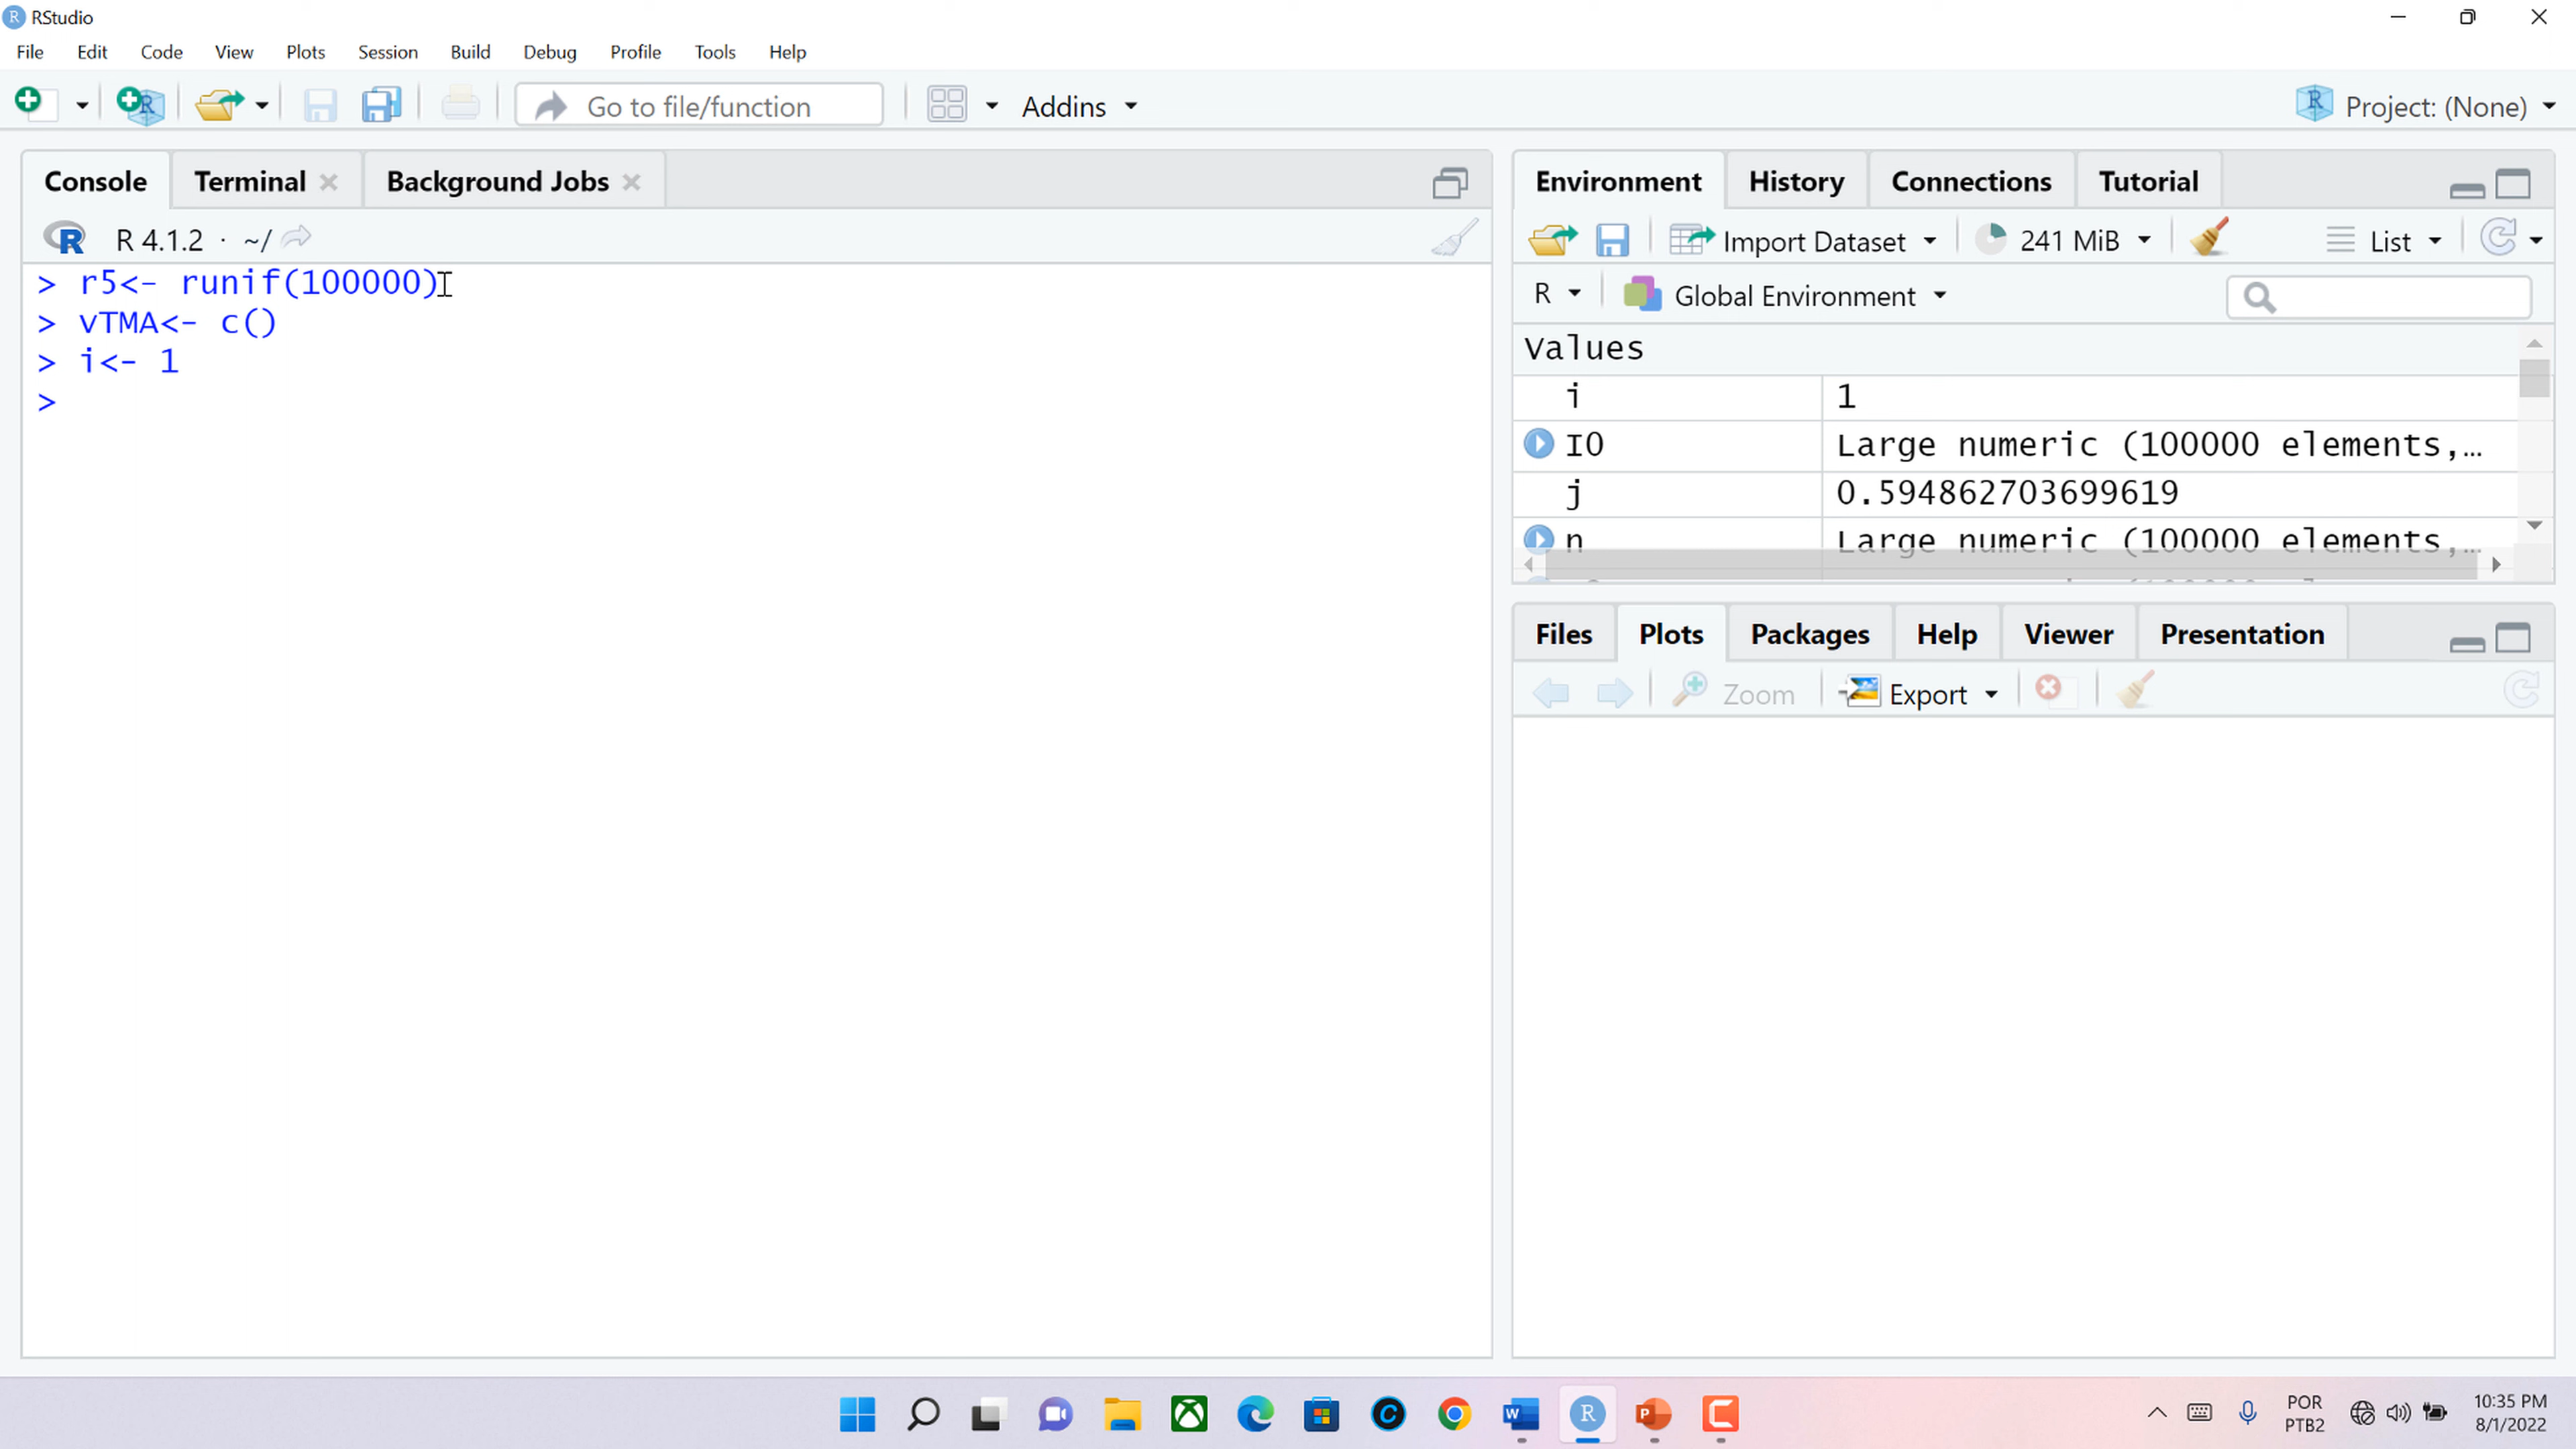 RStudio
File Edit Code View Plots Session Build Debug Profile Tools Help
Go to file/function Addins Project: (None)
Console Terminal Background Jobs
R 4.1.2 · ~/
> r5<- runif(100000)
> vTMA<- c()
> i<- 1
>
Environment History Connections Tutorial
Import Dataset 241 MiB List
R Global Environment
Values
i 1
I0 Large numeric (100000 elements,…
j 0.594862703699619
n Large numeric (100000 elements,…
Files Plots Packages Help Viewer Presentation
Zoom Export
POR
PTB2
10:35 PM
8/1/2022